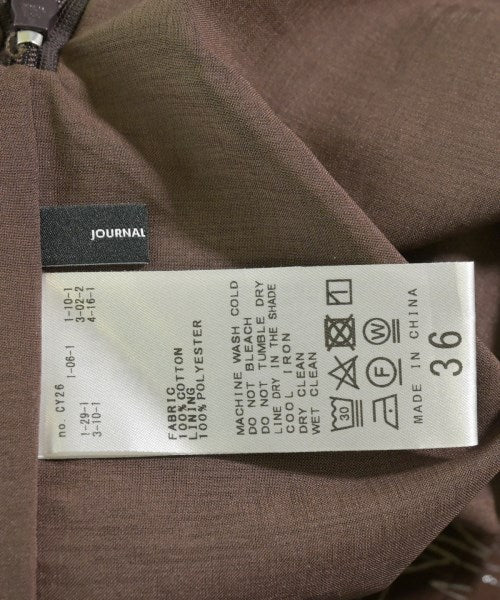 JOURNAL
no. CY26
1-29-1
3-10-1
1-06-1
1-10-1
3-02-2
4-16-1
FABRIC
100%COTTON
LINING
100%POLYESTER
MACHINE WASH COLD
DO NOT BLEACH
DO NOT TUMBLE DRY
LINE DRY IN THE SHADE
COOL IRON
DRY CLEAN
WET CLEAN
30
F
W
MADE IN CHINA
36